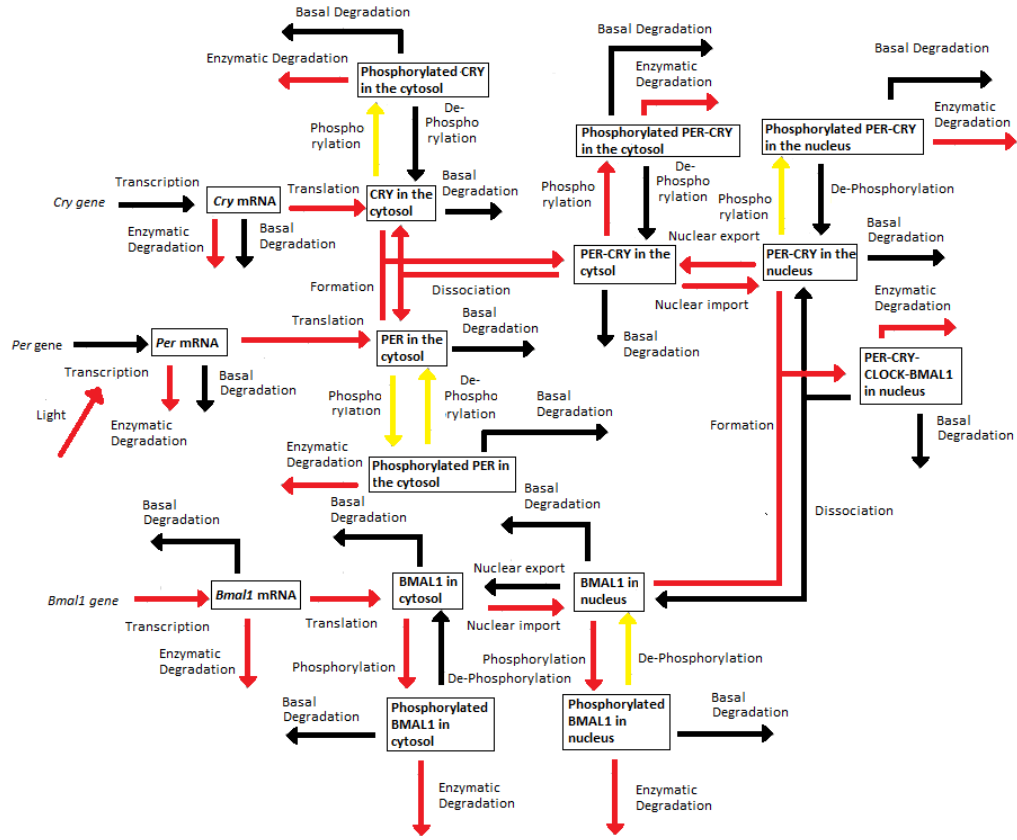 Basal Degradation
Enzymatic Degradation
Phosphorylated CRY
in the cytosol
Phospho
rylation
De-
Phospho
rylation
Transcription
Cry gene
Cry mRNA
Enzymatic
Degradation
Basal
Degradation
Translation
CRY in the
cytosol
Basal
Degradation
Basal Degradation
Enzymatic
Degradation
Phosphorylated PER-CRY
in the cytosol
Phospho
rylation
De-
Phospho
rylation
Basal Degradation
Enzymatic
Degradation
Phosphorylated PER-CRY
in the nucleus
Phospho
rylation
De-Phosphorylation
Formation
Dissociation
PER-CRY in the
cytsol
Basal
Degradation
Nuclear export
Nuclear import
PER-CRY in the
nucleus
Basal
Degradation
Enzymatic
Degradation
PER-CRY-
CLOCK-BMAL1
in nucleus
Basal
Degradation
Per gene
Transcription
Light
Per mRNA
Enzymatic
Degradation
Basal
Degradation
Translation
PER in the
cytosol
Basal
Degradation
Phospho
rylation
De-
Phospho
rylation
Basal
Degradation
Enzymatic
Degradation
Phosphorylated PER in
the cytosol
Formation
Dissociation
Basal
Degradation
Bmal1 gene
Transcription
Bmal1 mRNA
Enzymatic
Degradation
Translation
Basal
Degradation
BMAL1 in
cytosol
Phosphorylation
De-Phosphorylation
Nuclear export
Nuclear import
Basal
Degradation
BMAL1 in
nucleus
Phosphorylation
De-Phosphorylation
Basal
Degradation
Phosphorylated
BMAL1 in
cytosol
Enzymatic
Degradation
Phosphorylated
BMAL1 in
nucleus
Basal
Degradation
Enzymatic
Degradation